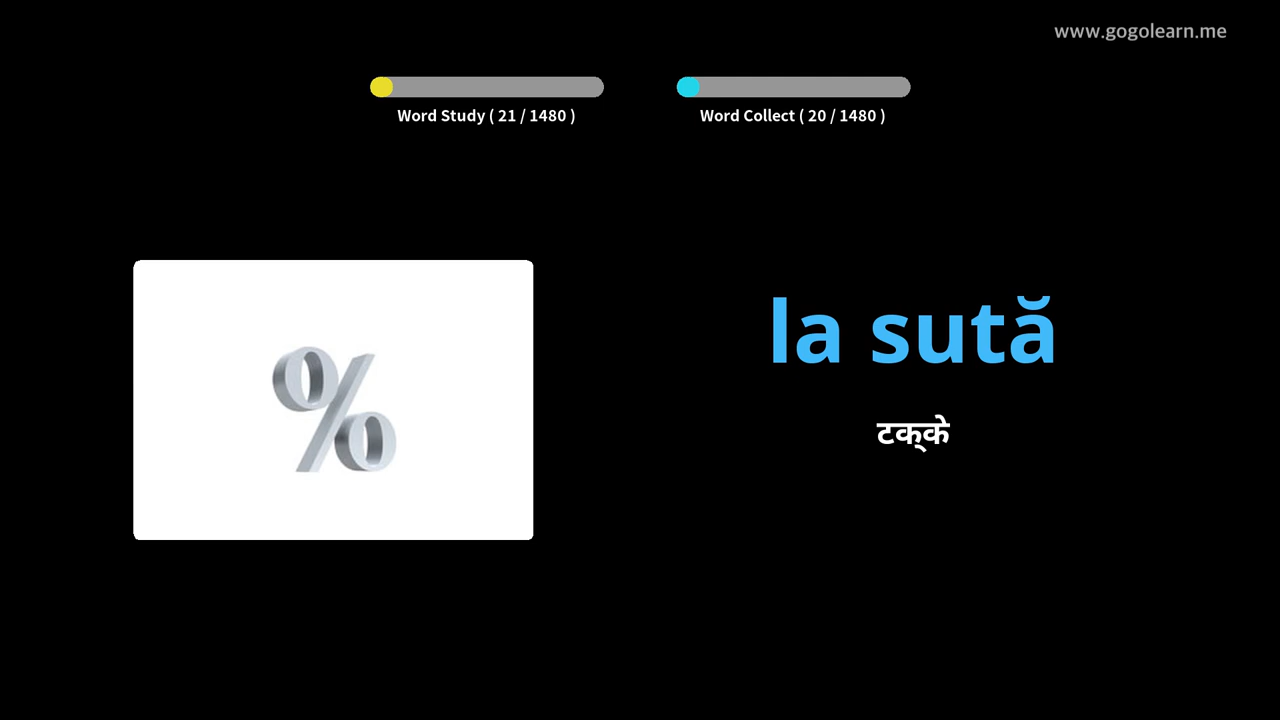 www.gogolearn.me
Word Study ( 21 / 1480 )
Word Collect ( 20 / 1480 )
%
la sută
टक्के